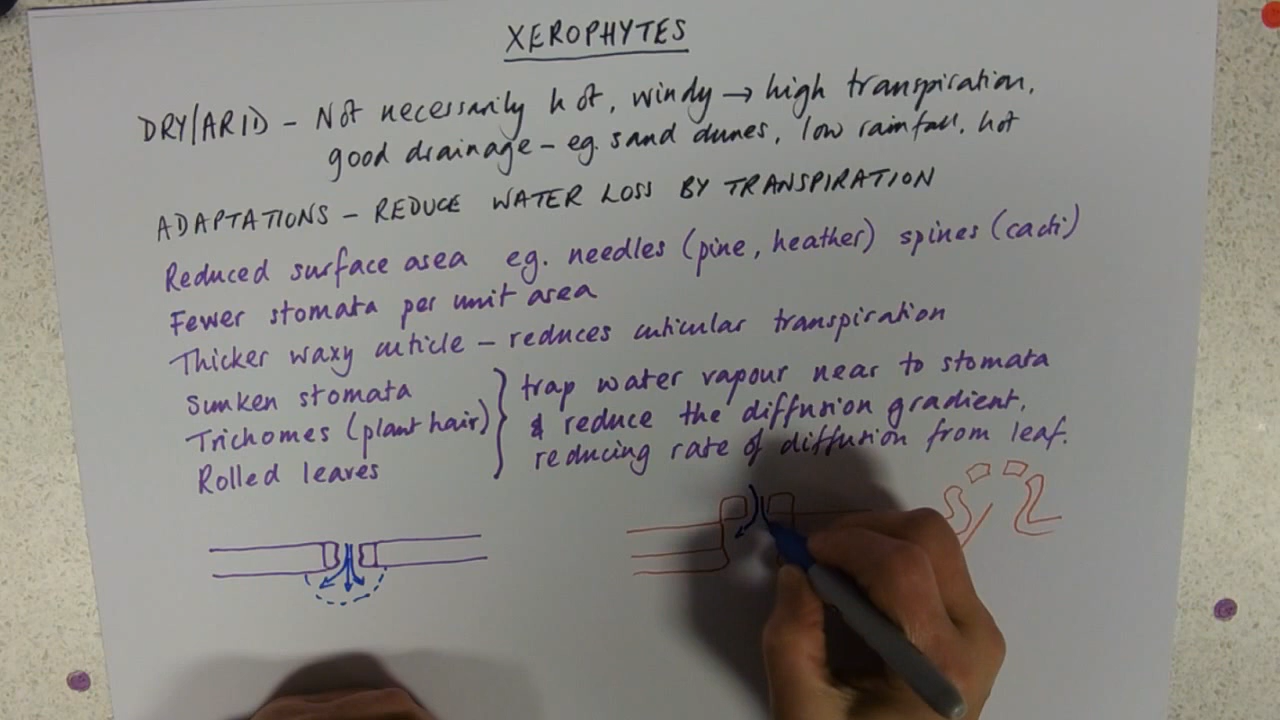 XEROPHYTES
DRY/ARID - Not necessarily hot, windy → high transpiration,
good drainage - eg. sand dunes, low rainfall, hot
ADAPTATIONS - REDUCE WATER LOSS BY TRANSPIRATION
Reduced surface area eg. needles (pine, heather) spines (cacti)
Fewer stomata per unit area
Thicker waxy cuticle - reduces cuticular transpiration
Sunken stomata } trap water vapour near to stomata
Trichomes (plant hair) } & reduce the diffusion gradient,
Rolled leaves } reducing rate of diffusion from leaf.